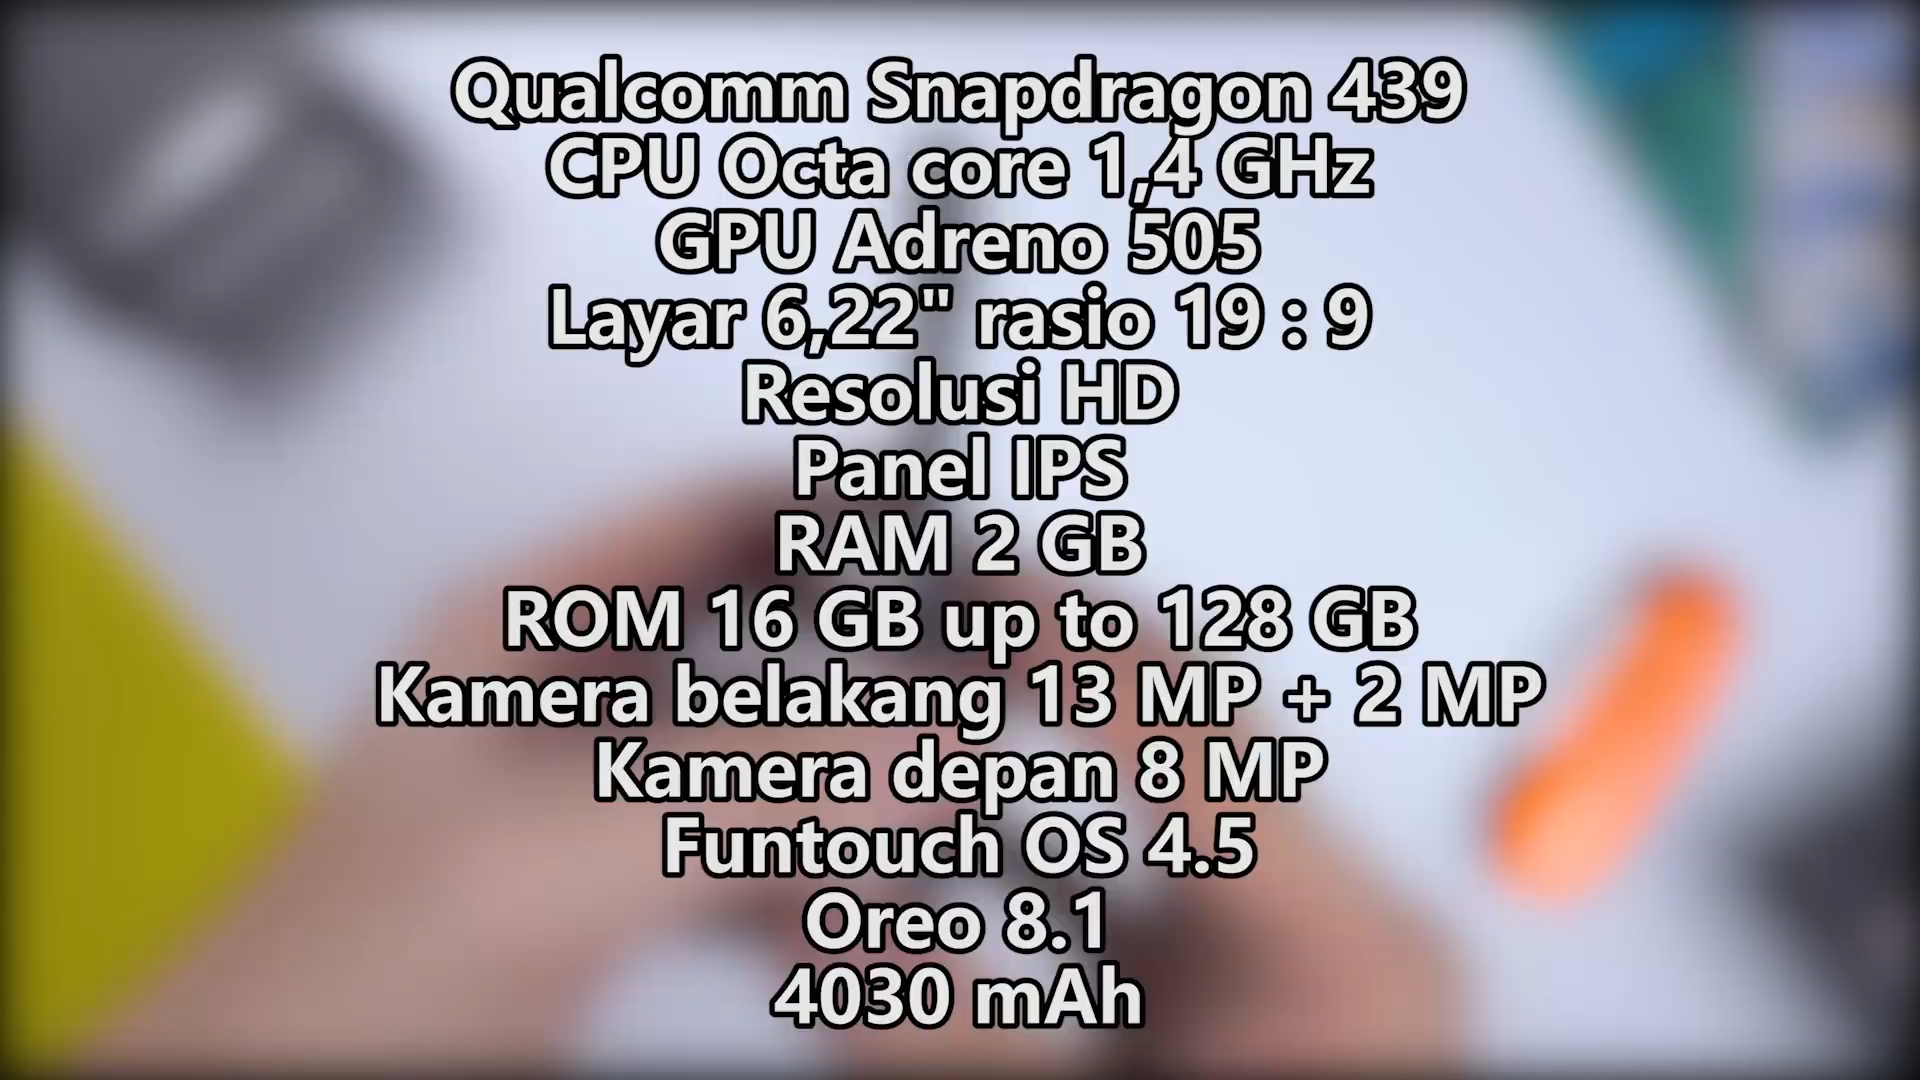 Qualcomm Snapdragon 439
CPU Octa core 1,4 GHz
GPU Adreno 505
Layar 6,22" rasio 19 : 9
Resolusi HD
Panel IPS
RAM 2 GB
ROM 16 GB up to 128 GB
Kamera belakang 13 MP + 2 MP
Kamera depan 8 MP
Funtouch OS 4.5
Oreo 8.1
4030 mAh